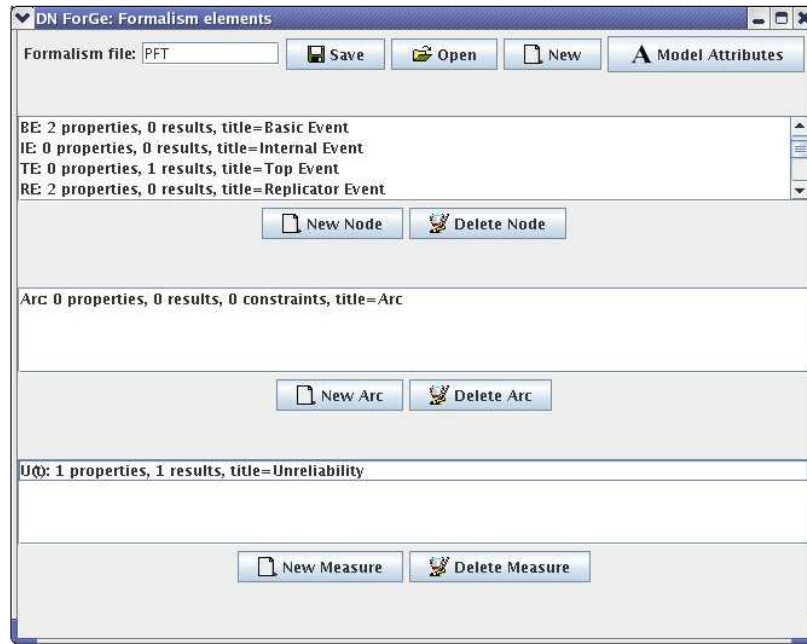 DN ForGe: Formalism elements
Formalism file: PFT Save Open New A Model Attributes
BE: 2 properties, 0 results, title=Basic Event
IE: 0 properties, 0 results, title=Internal Event
TE: 0 properties, 1 results, title=Top Event
RE: 2 properties, 0 results, title=Replicator Event
New Node Delete Node
Arc: 0 properties, 0 results, 0 constraints, title=Arc
New Arc Delete Arc
U(t): 1 properties, 1 results, title=Unreliability
New Measure Delete Measure